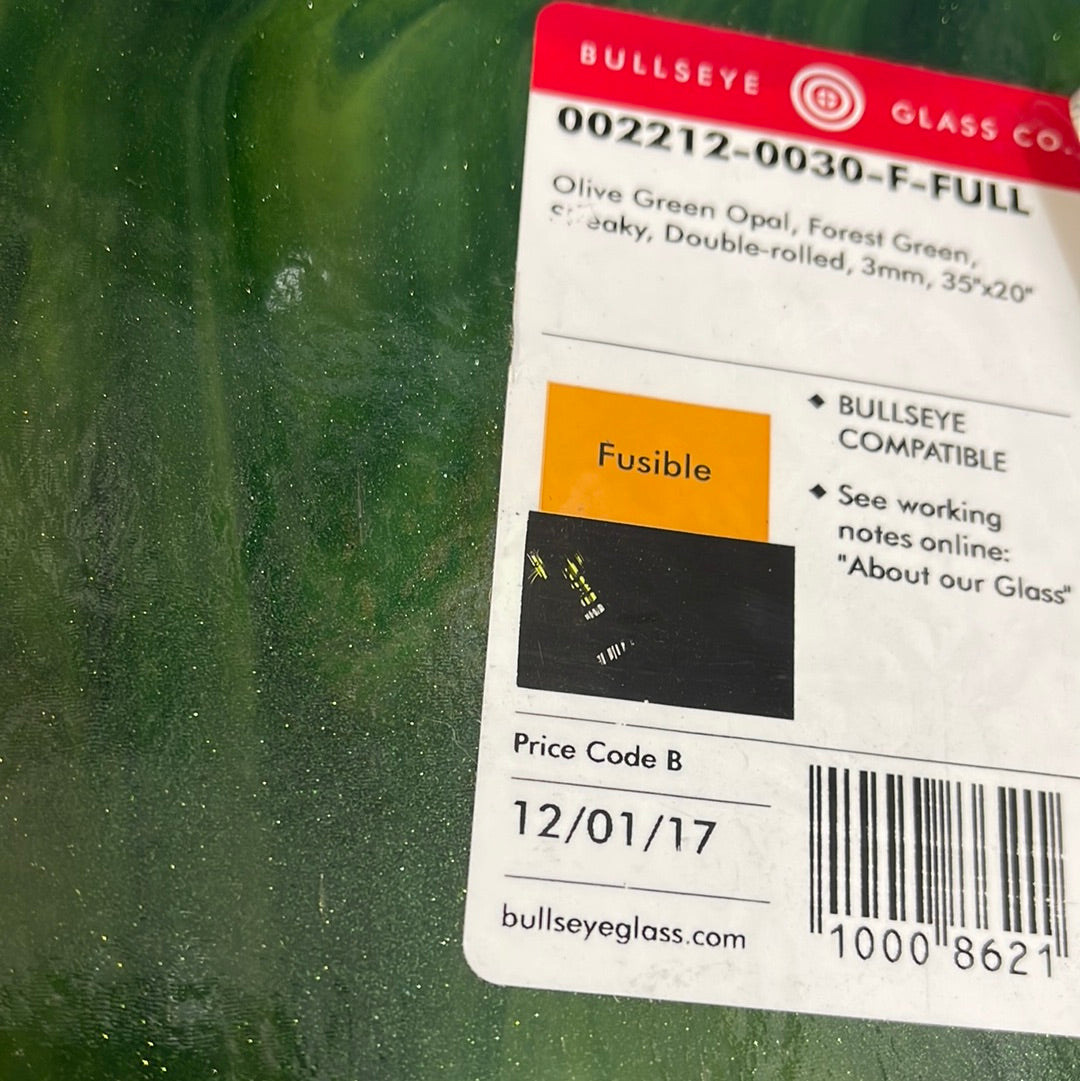 BULLSEYE GLASS CO.
002212-0030-F-FULL
Olive Green Opal, Forest Green,
Streaky, Double-rolled, 3mm, 35"x20"
Fusible
◆ BULLSEYE
COMPATIBLE
◆ See working
notes online:
"About our Glass"
Price Code B
12/01/17
bullseyeglass.com
1000 8621